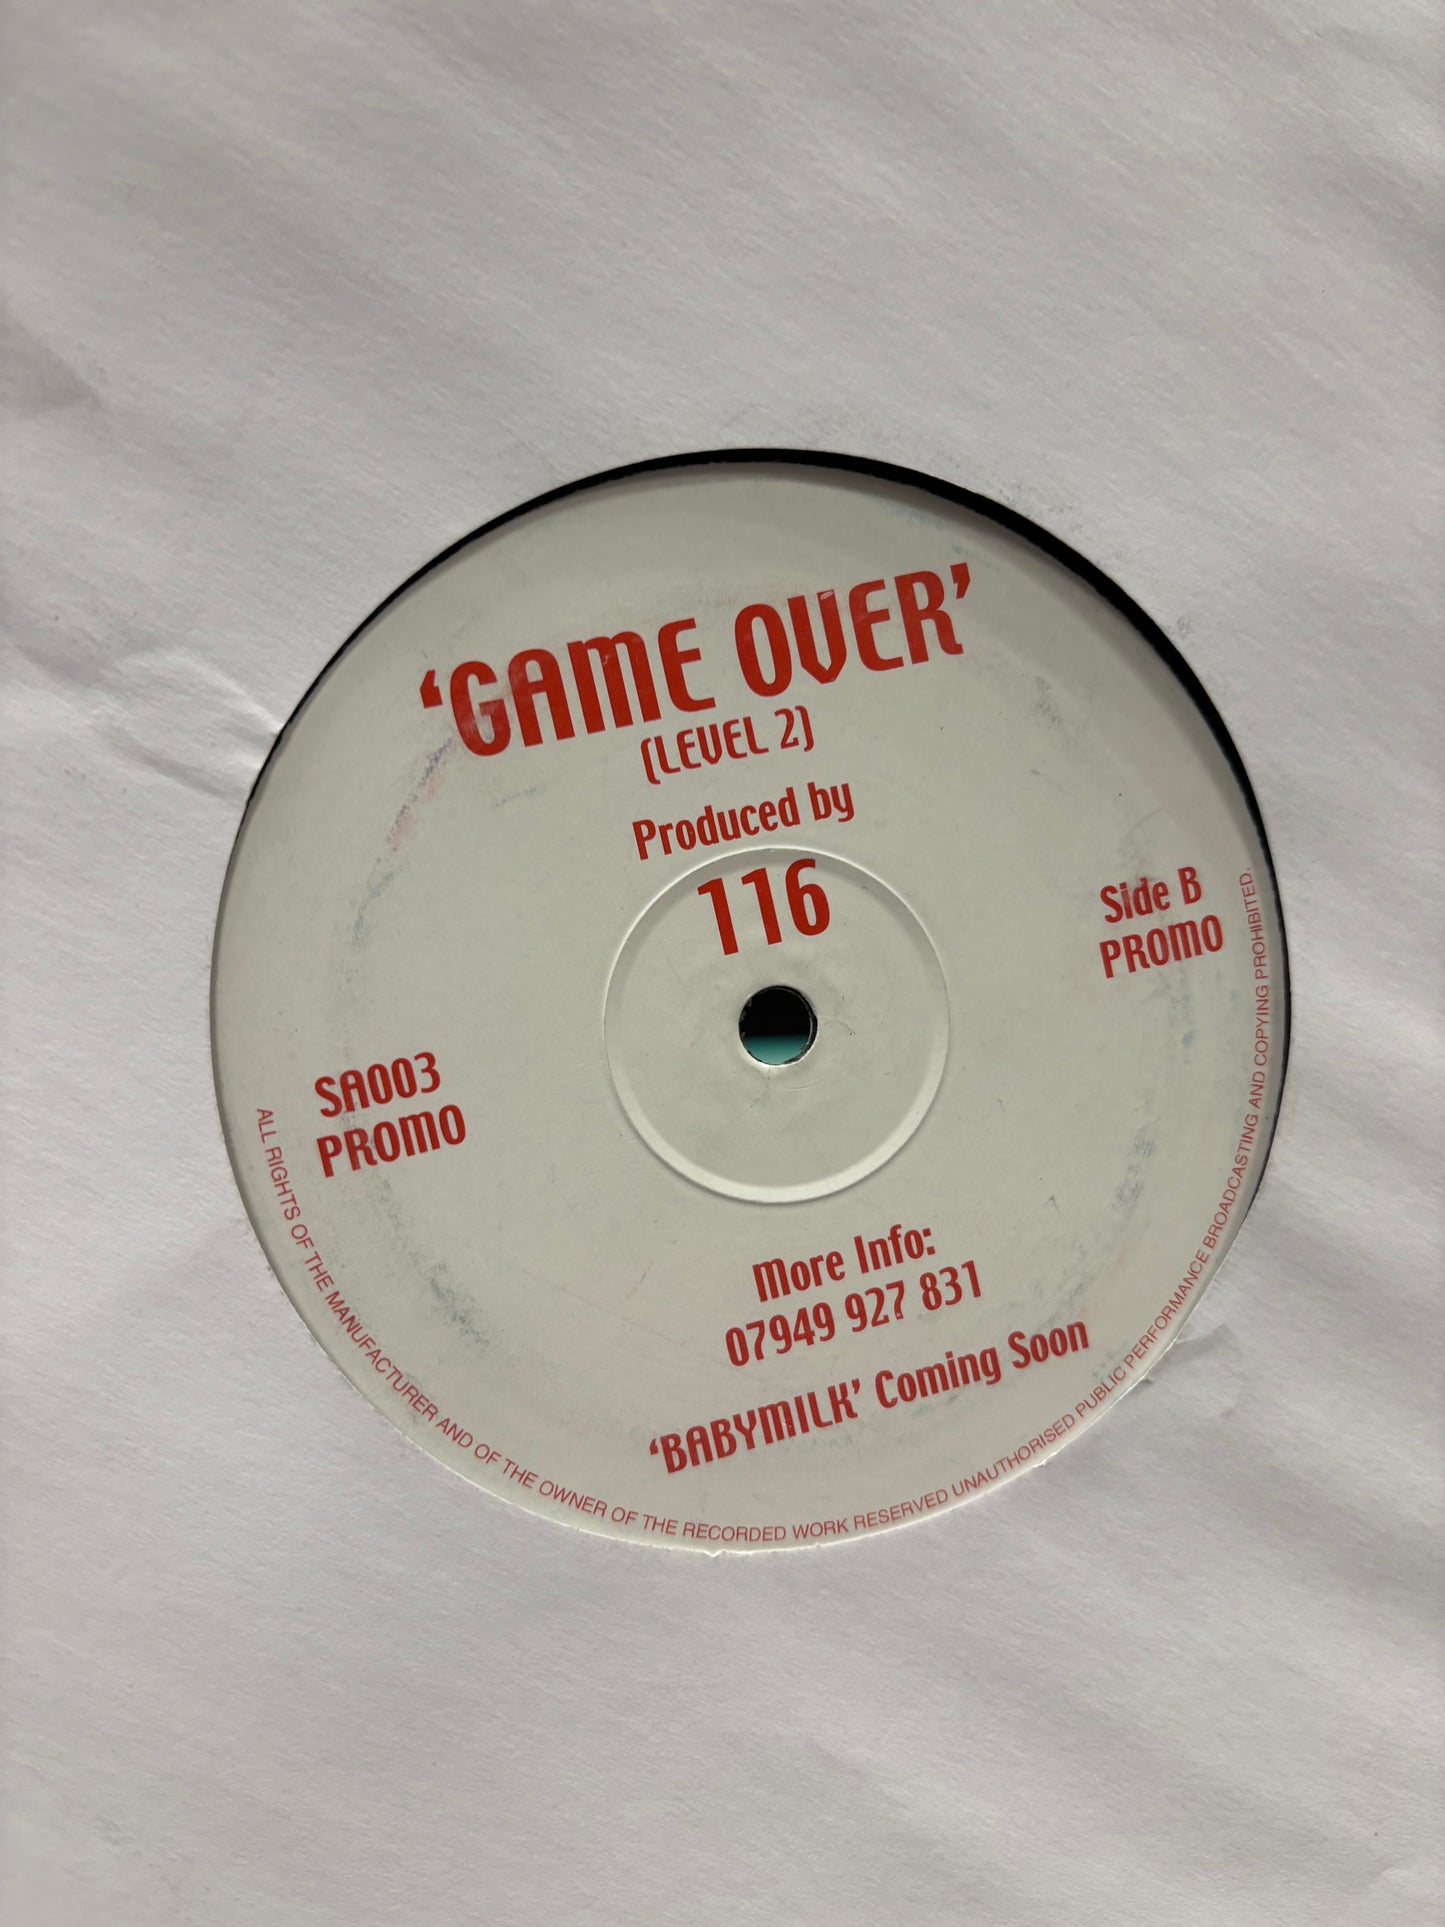 ‘GAME OVER’
(LEVEL 2)
Produced by
116
Side B
PROMO
SA003
PROMO
More Info:
07949 927 831
‘BABYMILK’ Coming Soon
ALL RIGHTS OF THE MANUFACTURER AND OF THE OWNER OF THE RECORDED WORK RESERVED UNAUTHORISED PUBLIC PERFORMANCE BROADCASTING AND COPYING PROHIBITED.